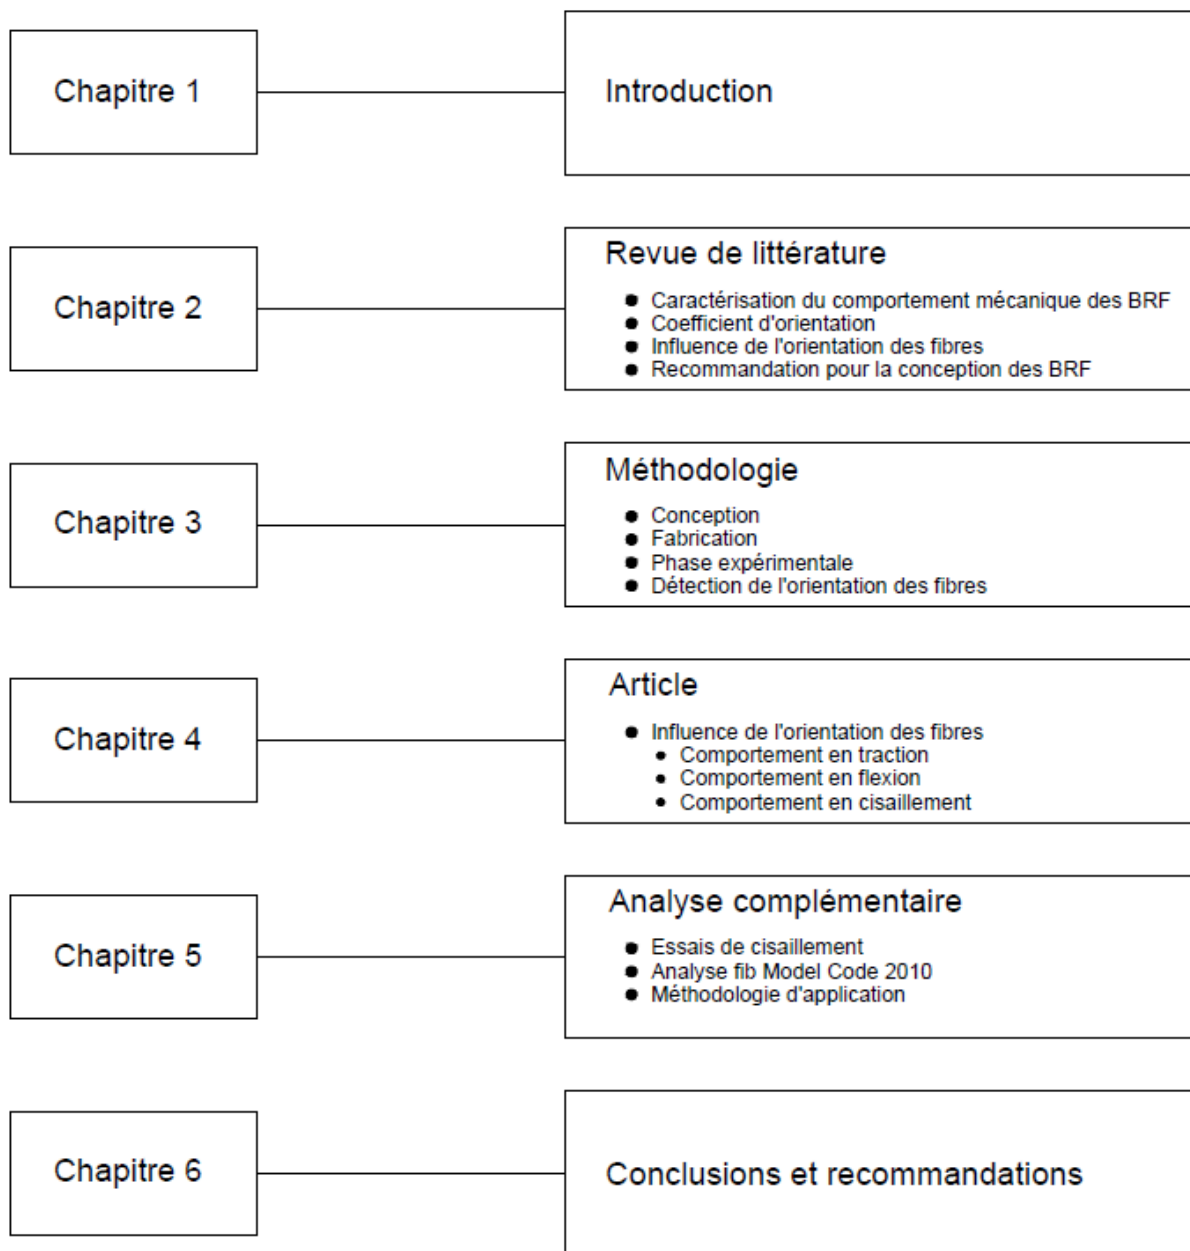 Chapitre 1
Introduction
Chapitre 2
Revue de littérature
● Caractérisation du comportement mécanique des BRF
● Coefficient d'orientation
● Influence de l'orientation des fibres
● Recommandation pour la conception des BRF
Chapitre 3
Méthodologie
● Conception
● Fabrication
● Phase expérimentale
● Détection de l'orientation des fibres
Chapitre 4
Article
● Influence de l'orientation des fibres
• Comportement en traction
• Comportement en flexion
• Comportement en cisaillement
Chapitre 5
Analyse complémentaire
● Essais de cisaillement
● Analyse fib Model Code 2010
● Méthodologie d'application
Chapitre 6
Conclusions et recommandations